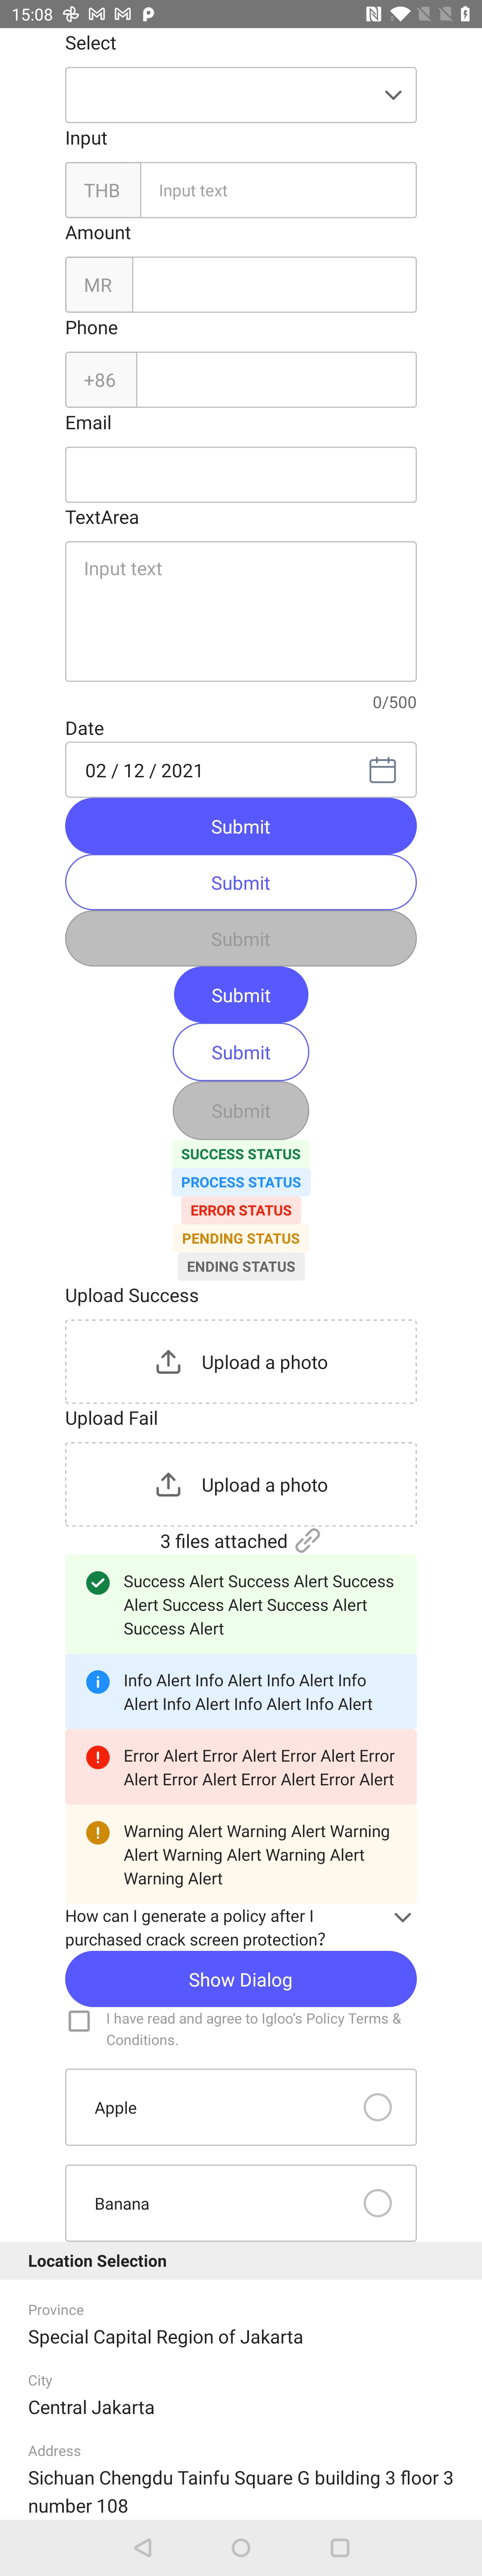 15:08
Select
Input
THB Input text
Amount
MR
Phone
+86
Email
TextArea
Input text
0/500
Date
02 / 12 / 2021
Submit
Submit
Submit
Submit
Submit
Submit
SUCCESS STATUS
PROCESS STATUS
ERROR STATUS
PENDING STATUS
ENDING STATUS
Upload Success
Upload a photo
Upload Fail
Upload a photo
3 files attached
Success Alert Success Alert Success
Alert Success Alert Success Alert
Success Alert
Info Alert Info Alert Info Alert Info
Alert Info Alert Info Alert Info Alert
Error Alert Error Alert Error Alert Error
Alert Error Alert Error Alert Error Alert
Warning Alert Warning Alert Warning
Alert Warning Alert Warning Alert
Warning Alert
How can I generate a policy after I
purchased crack screen protection?
Show Dialog
I have read and agree to Igloo's Policy Terms &
Conditions.
Apple
Banana
Location Selection
Province
Special Capital Region of Jakarta
City
Central Jakarta
Address
Sichuan Chengdu Tainfu Square G building 3 floor 3
number 108